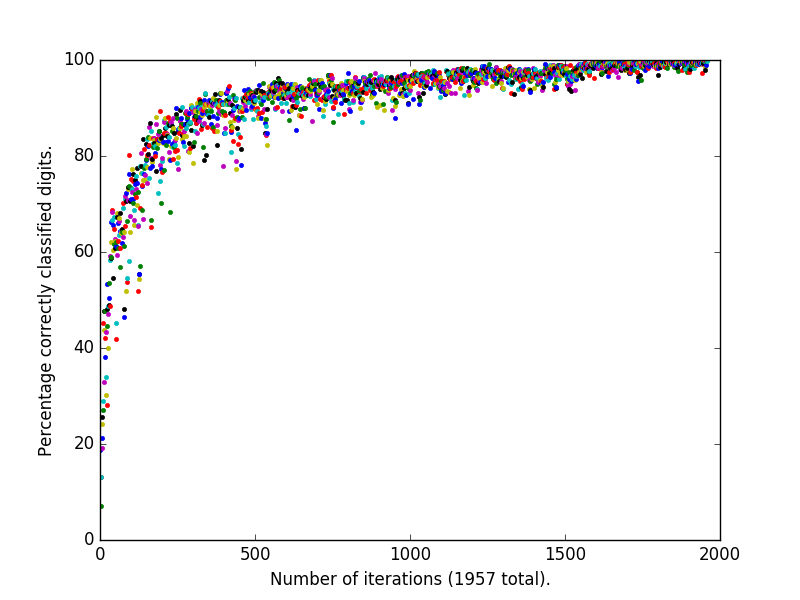 100
80
60
40
20
0
0 500 1000 1500 2000
Percentage correctly classified digits.
Number of iterations (1957 total).